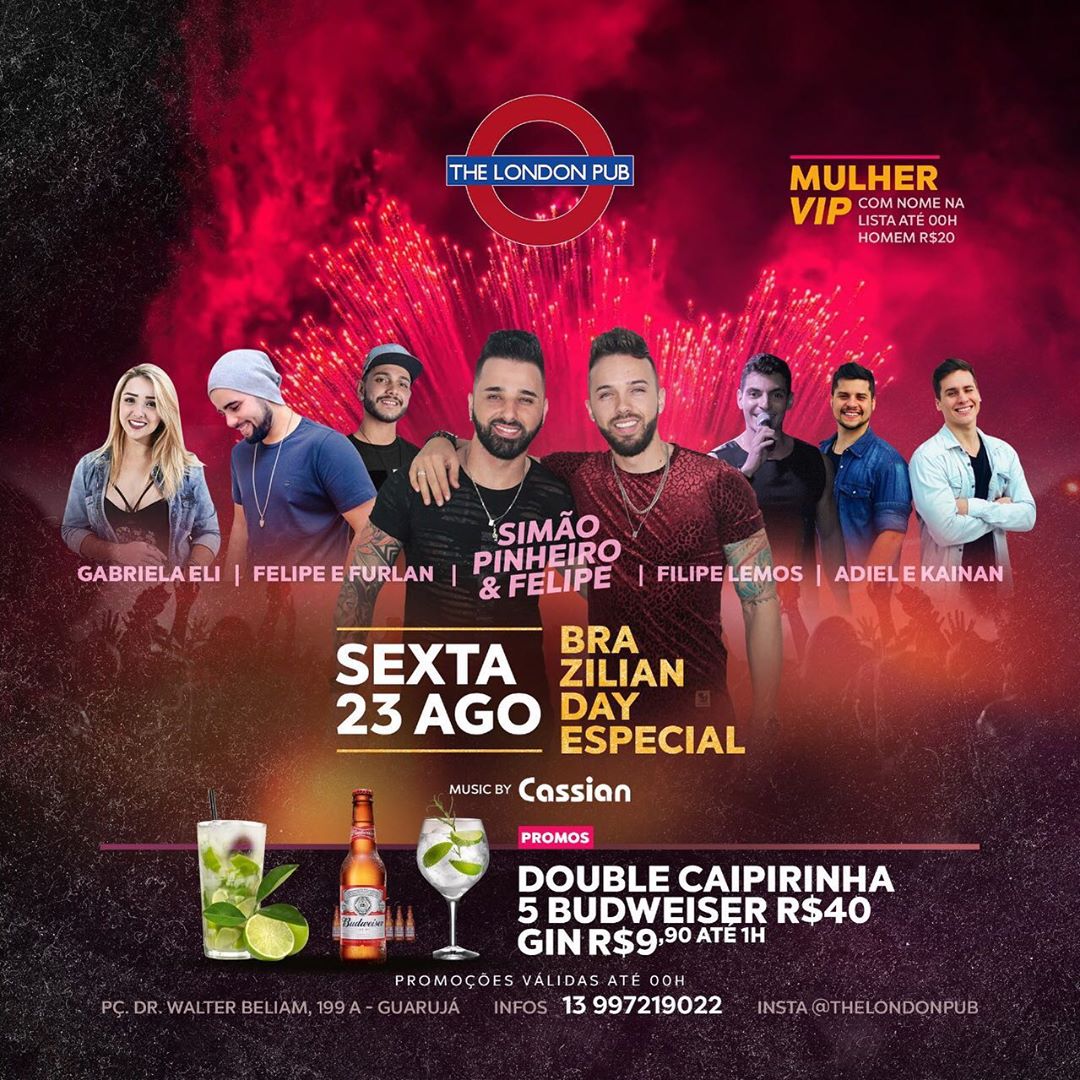 THE LONDON PUB
MULHER
VIP COM NOME NA
LISTA ATÉ 00H
HOMEM R$20
SIMÃO
PINHEIRO
& FELIPE
GABRIELA ELI | FELIPE E FURLAN | | FILIPE LEMOS | ADIEL E KAINAN
SEXTA
23 AGO
BRA
ZILIAN
DAY
ESPECIAL
MUSIC BY Cassian
PROMOS
Budweiser
DOUBLE CAIPIRINHA
5 BUDWEISER R$40
GIN R$9,90 ATÉ 1H
PROMOÇÕES VÁLIDAS ATÉ 00H
PÇ. DR. WALTER BELIAM, 199 A - GUARUJÁ INFOS 13 997219022 INSTA @THELONDONPUB